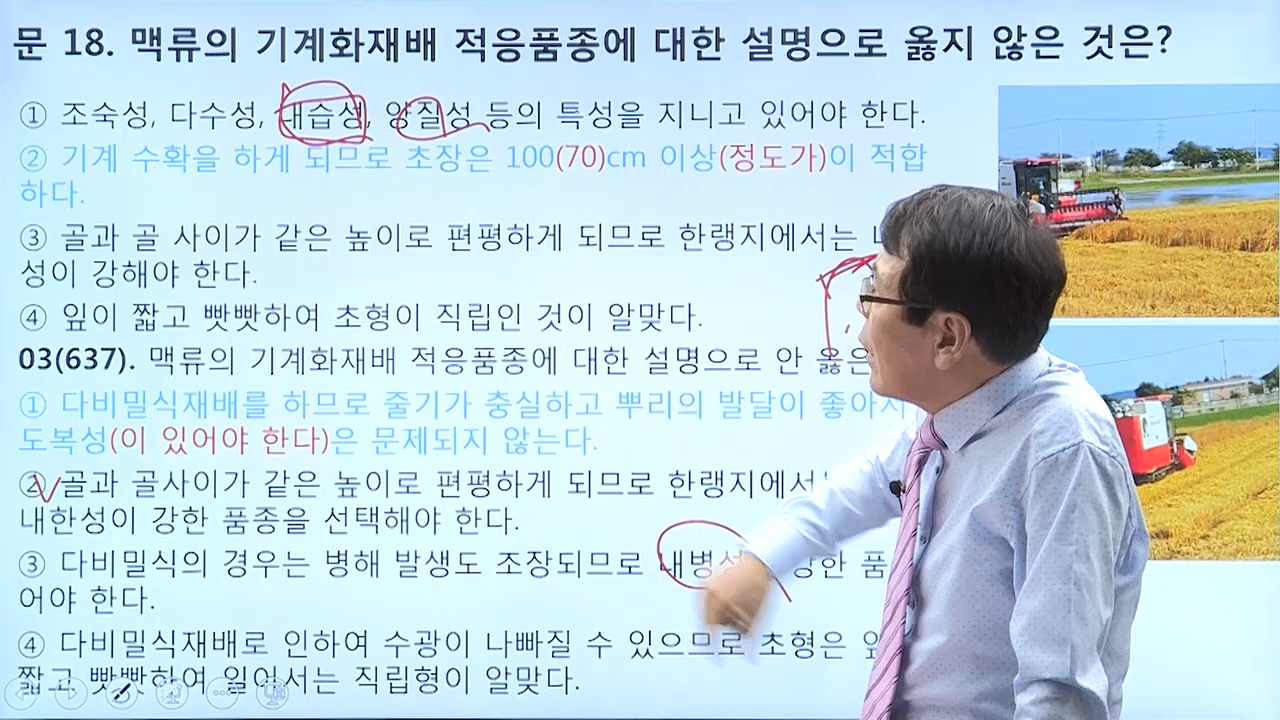 문 18. 맥류의 기계화재배 적응품종에 대한 설명으로 옳지 않은 것은?
① 조숙성, 다수성, 내습성, 양질성 등의 특성을 지니고 있어야 한다.
② 기계 수확을 하게 되므로 초장은 100(70)cm 이상(정도가)이 적합
하다.
③ 골과 골 사이가 같은 높이로 편평하게 되므로 한랭지에서는
성이 강해야 한다.
④ 잎이 짧고 빳빳하여 초형이 직립인 것이 알맞다.
03(637). 맥류의 기계화재배 적응품종에 대한 설명으로 안 옳은
① 다비밀식재배를 하므로 줄기가 충실하고 뿌리의 발달이 좋아서
도복성(이 있어야 한다)은 문제되지 않는다.
② 골과 골사이가 같은 높이로 편평하게 되므로 한랭지에서
내한성이 강한 품종을 선택해야 한다.
③ 다비밀식의 경우는 병해 발생도 조장되므로 내병성 강한 품
어야 한다.
④ 다비밀식재배로 인하여 수광이 나빠질 수 있으므로 초형은
짧고 빳빳하여 일어서는 직립형이 알맞다.